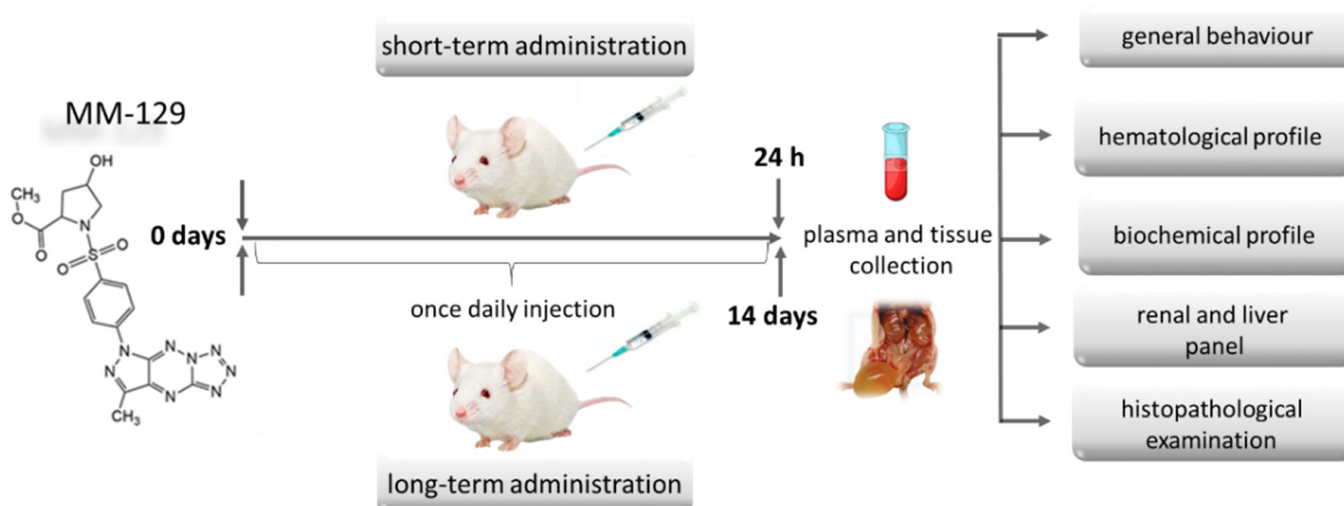 short-term administration
MM-129
OH
CH3
O
O
N
O
S
O
N
N
N
N
N
N
N
N
N
CH3
0 days
24 h
once daily injection
14 days
long-term administration
plasma and tissue
collection
general behaviour
hematological profile
biochemical profile
renal and liver
panel
histopathological
examination